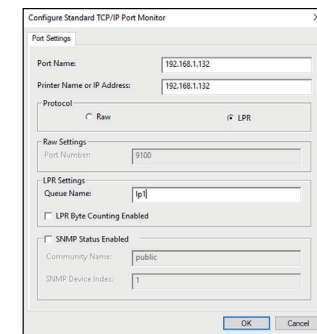 Configure Standard TCP/IP Port Monitor X
Port Settings
Port Name: 192.168.1.132
Printer Name or IP Address: 192.168.1.132
Protocol
Raw LPR
Raw Settings
Port Number: 9100
LPR Settings
Queue Name: lp1
LPR Byte Counting Enabled
SNMP Status Enabled
Community Name: public
SNMP Device Index: 1
OK Cancel